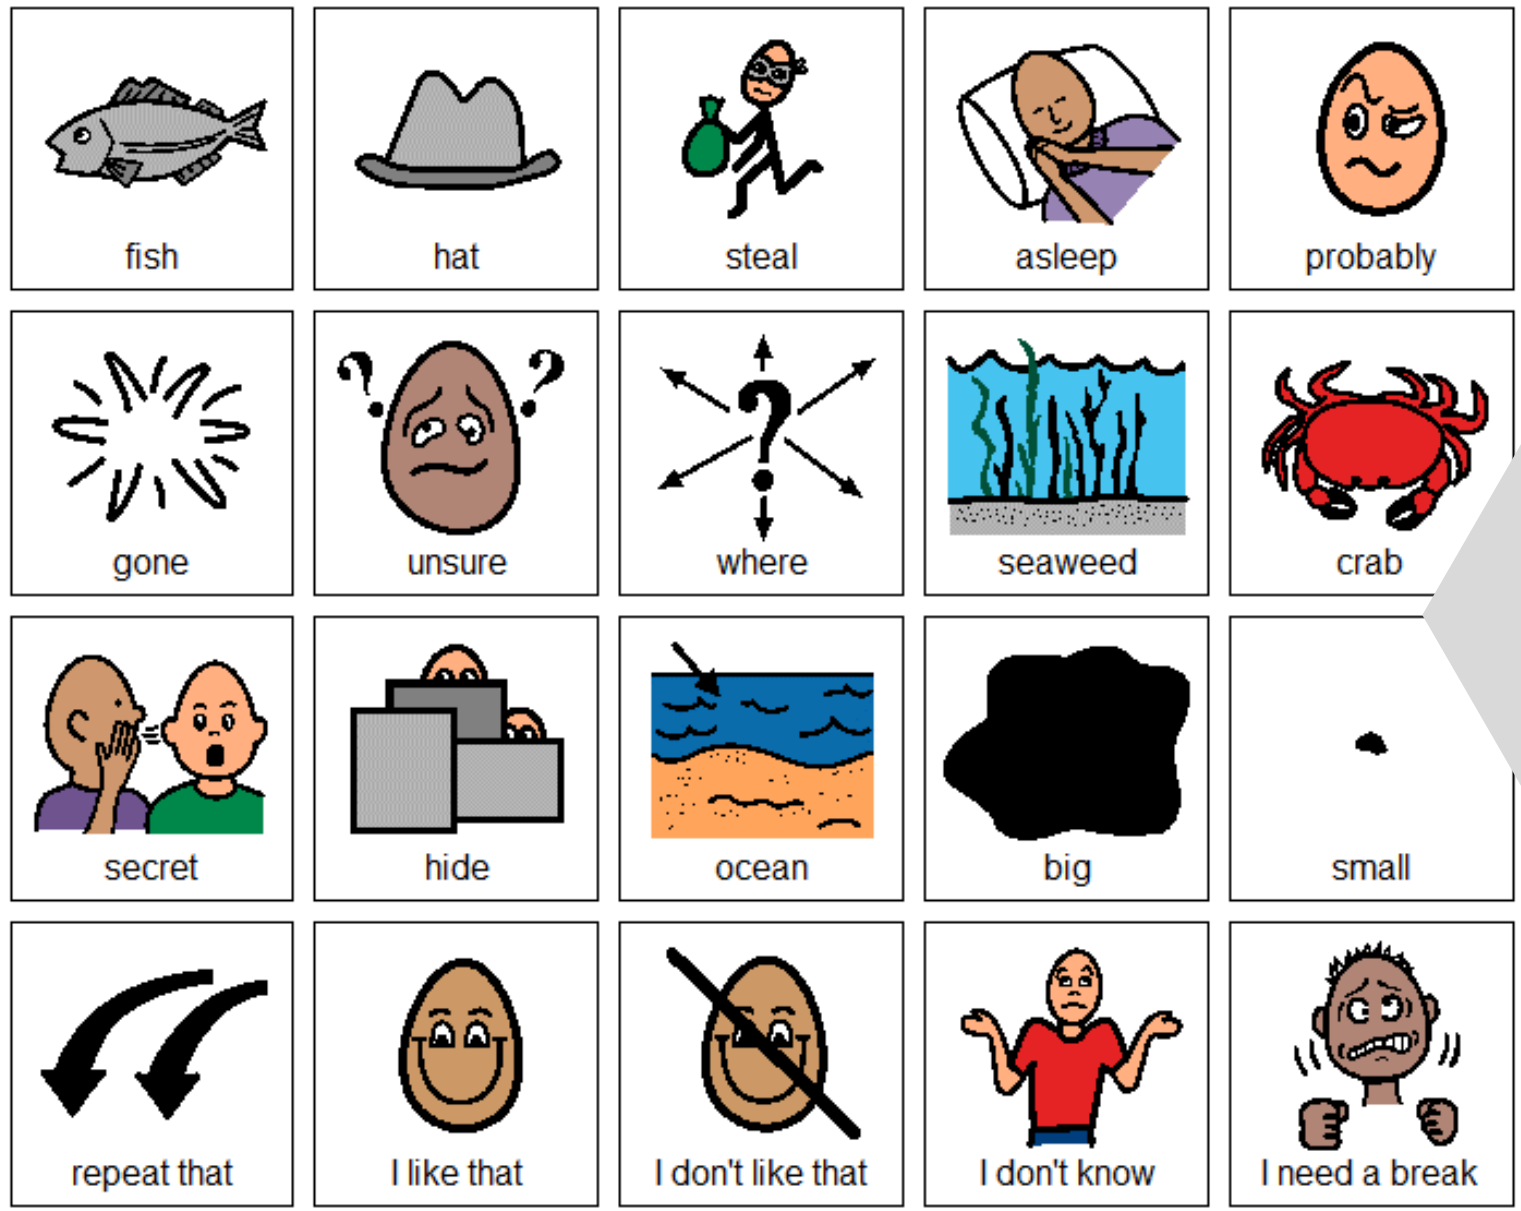 fish
hat
steal
asleep
probably
gone
unsure
where
seaweed
crab
secret
hide
ocean
big
small
repeat that
I like that
I don't like that
I don't know
I need a break